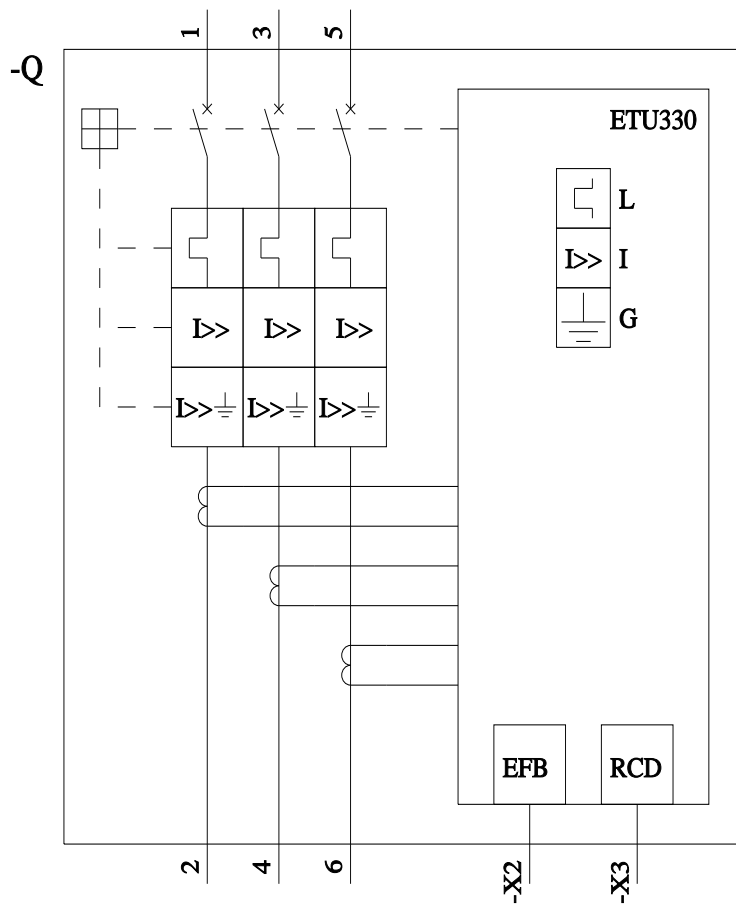 1 3 5
-Q
ETU330
L
I>> I
G
I>> I>> I>>
I>> I>> I>>
EFB RCD
2 4 6 -X2 -X3